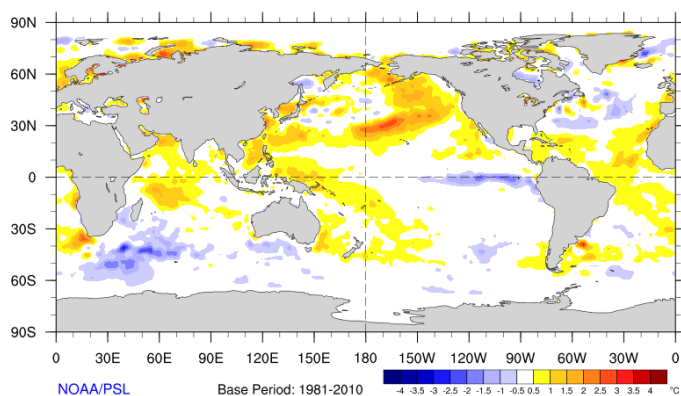 90N
60N
30N
0
30S
60S
90S
0 30E 60E 90E 120E 150E 180 150W 120W 90W 60W 30W 0
NOAA/PSL Base Period: 1981-2010
-4 -3.5 -3 -2.5 -2 -1.5 -1 -0.5 0.5 1 1.5 2 2.5 3 3.5 4 °C